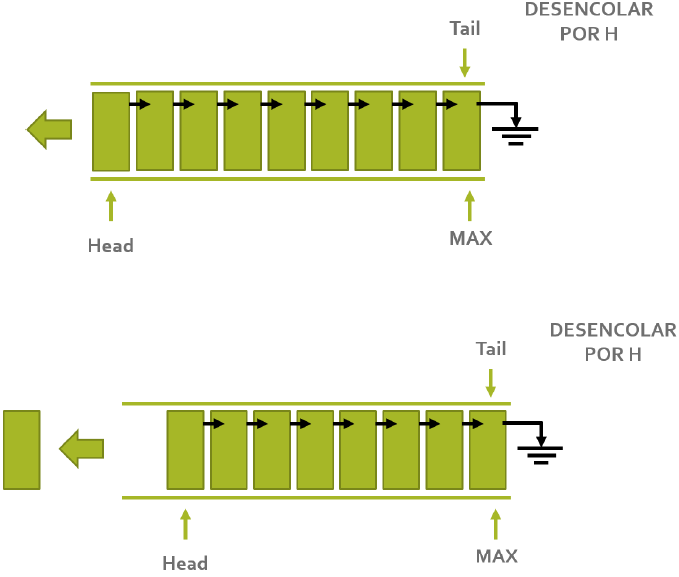 DESENCOLAR
POR H
Tail
Head
MAX
DESENCOLAR
POR H
Tail
Head
MAX